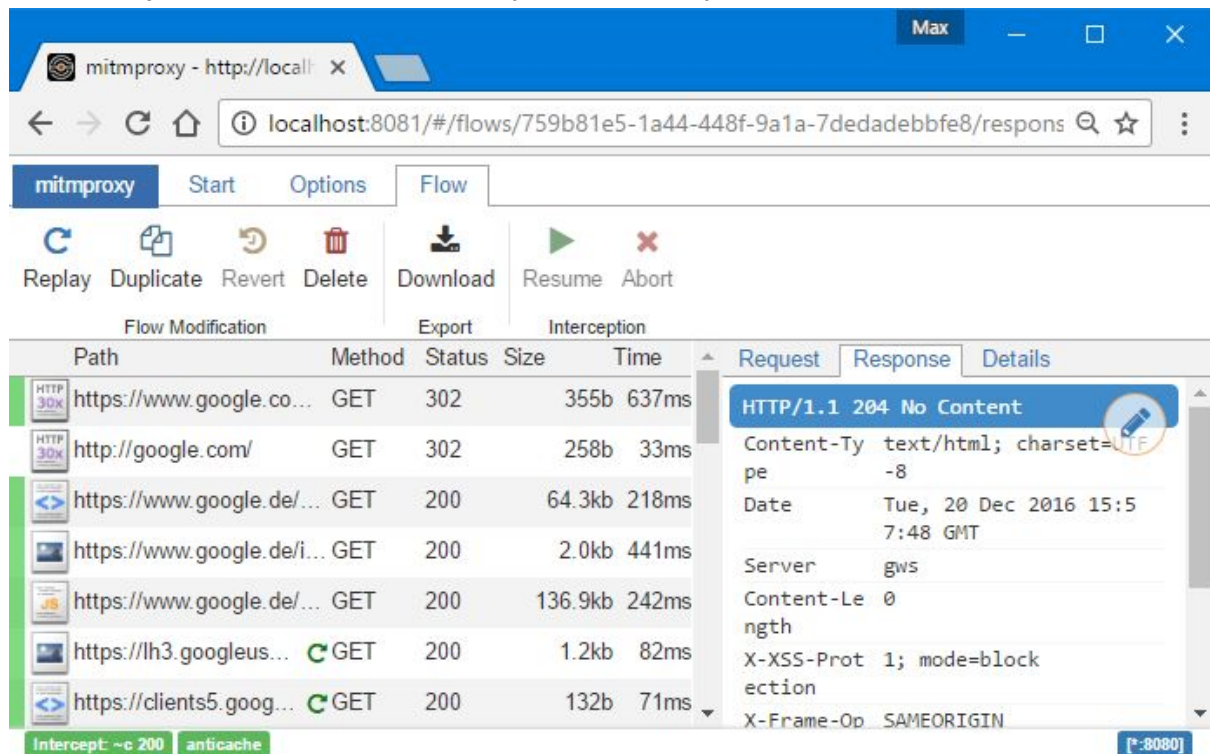 Max
mitmproxy - http://localh
localhost:8081/#/flows/759b81e5-1a44-448f-9a1a-7dedadebbfe8/respons
mitmproxy Start Options Flow
Replay Duplicate Revert Delete Download Resume Abort
Flow Modification Export Interception
Path Method Status Size Time
HTTP 30x https://www.google.co... GET 302 355b 637ms
HTTP 30x http://google.com/ GET 302 258b 33ms
<> https://www.google.de/... GET 200 64.3kb 218ms
https://www.google.de/i... GET 200 2.0kb 441ms
JS https://www.google.de/... GET 200 136.9kb 242ms
https://lh3.googleus... GET 200 1.2kb 82ms
<> https://clients5.goog... GET 200 132b 71ms
Request Response Details
HTTP/1.1 204 No Content
Content-Ty text/html; charset=UTF
pe -8
Date Tue, 20 Dec 2016 15:5
7:48 GMT
Server gws
Content-Le 0
ngth
X-XSS-Prot 1; mode=block
ection
X-Frame-Op SAMEORIGIN
Intercept: ~c 200 anticache [*:8080]